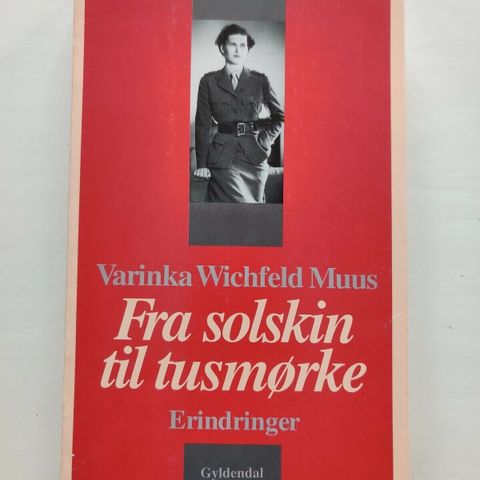 Varinka Wichfeld Muus
Fra solskin
til tusmørke
Erindringer
Gyldendal